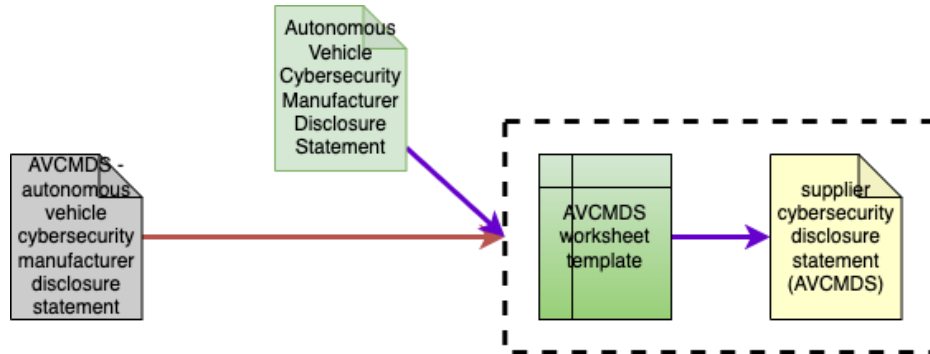 Autonomous
Vehicle
Cybersecurity
Manufacturer
Disclosure
Statement
AVCMDS -
autonomous
vehicle
cybersecurity
manufacturer
disclosure
statement
AVCMDS
worksheet
template
supplier
cybersecurity
disclosure
statement
(AVCMDS)